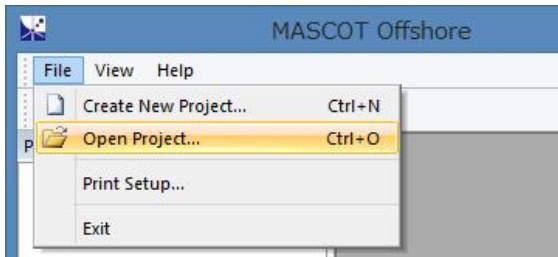 MASCOT Offshore
File View Help
Create New Project... Ctrl+N
P
Open Project... Ctrl+O
Print Setup...
Exit